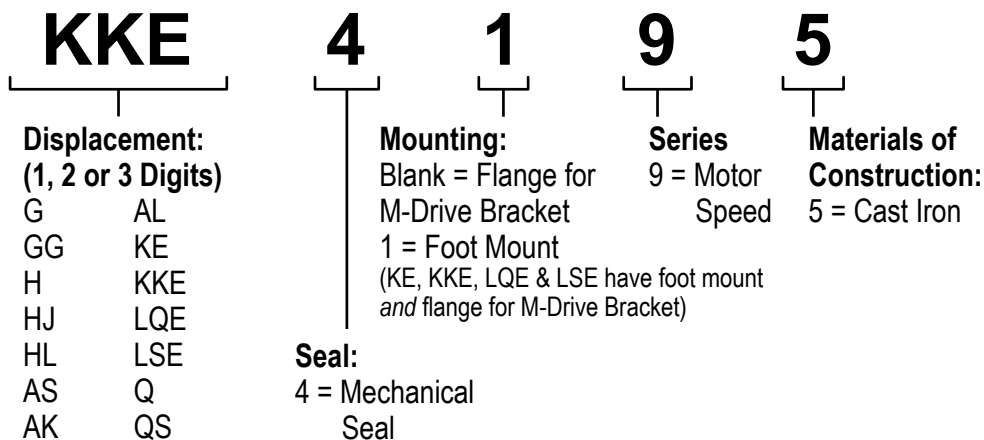 KKE 4 1 9 5
Displacement:
(1, 2 or 3 Digits)
G AL
GG KE
H KKE
HJ LQE
HL LSE
AS Q
AK QS
Seal:
4 = Mechanical
Seal
Mounting:
Blank = Flange for
M-Drive Bracket
1 = Foot Mount
(KE, KKE, LQE & LSE have foot mount
and flange for M-Drive Bracket)
Series
9 = Motor
Speed
Materials of
Construction:
5 = Cast Iron